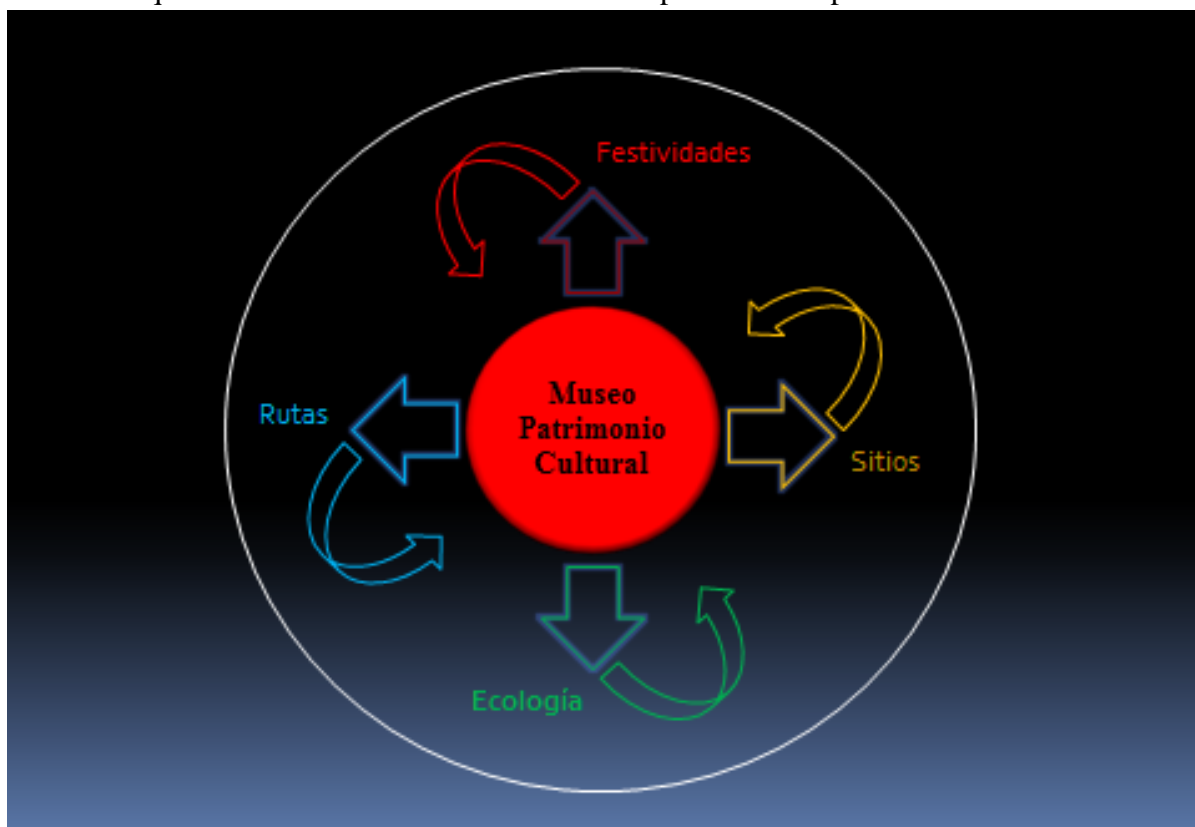 Festividades
Rutas
Museo
Patrimonio
Cultural
Sitios
Ecología